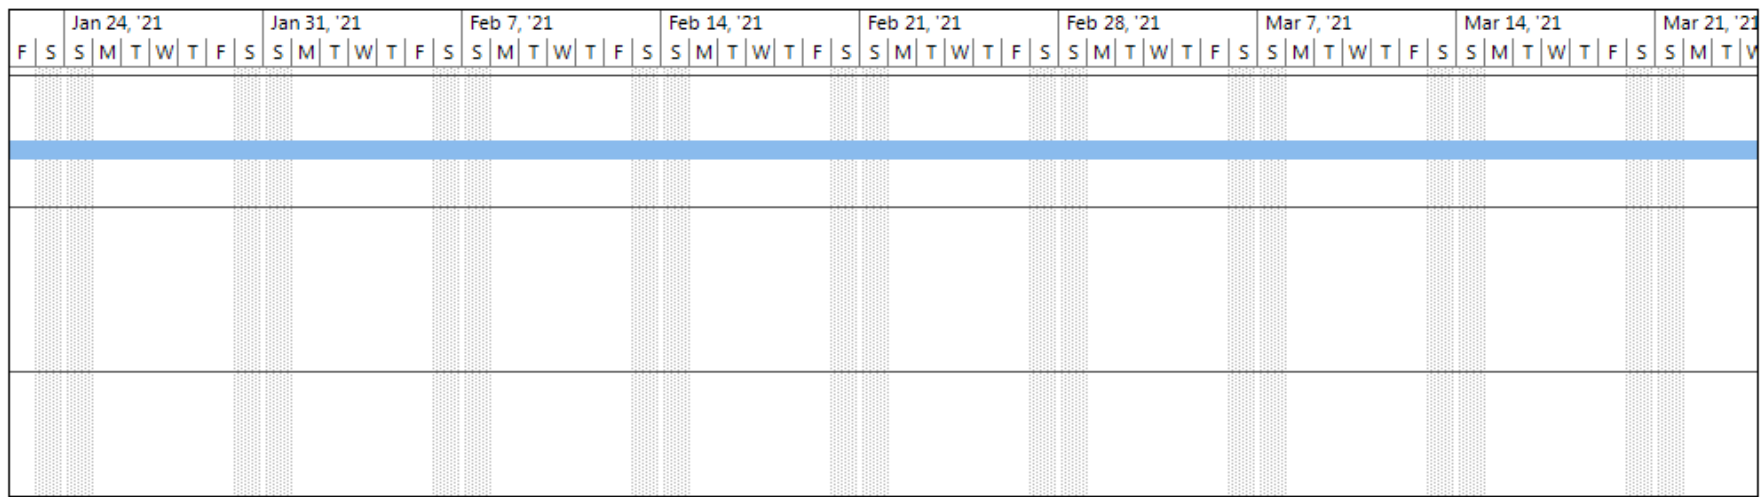 Jan 24, '21 Jan 31, '21 Feb 7, '21 Feb 14, '21 Feb 21, '21 Feb 28, '21 Mar 7, '21 Mar 14, '21 Mar 21, '21
F S S M T W T F S S M T W T F S S M T W T F S S M T W T F S S M T W T F S S M T W T F S S M T W T F S S M T W T F S S M T W